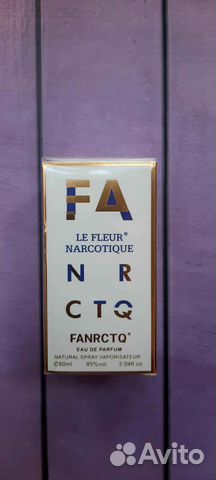 FA
LE FLEUR®
NARCOTIQUE
N R
C T Q
FANRCTQ®
EAU DE PARFUM
NATURAL SPRAY VAPORISATEUR
℮60ml 85%vol 2.04fl.oz
Avito